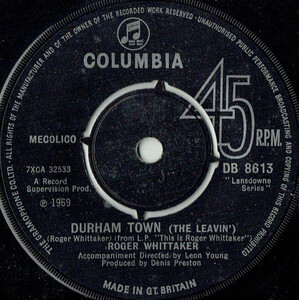 ALL RIGHTS OF THE MANUFACTURER AND OF THE OWNER OF THE RECORDED WORK RESERVED · UNAUTHORISED PUBLIC PERFORMANCE BROADCASTING AND COPYING OF THIS RECORD PROHIBITED
THE GRAMOPHONE CO. LTD.
COLUMBIA
45
R.P.M.
MECOLICO
7XCA 32533
A Record
Supervision Prod.
℗ 1969
DB 8613
"Lansdowne
Series"
DURHAM TOWN (THE LEAVIN')
(Roger Whittaker) (from L.P. "This is Roger Whittaker")
ROGER WHITTAKER
Accompaniment Directed by Leon Young
Produced by Denis Preston
MADE IN GT. BRITAIN